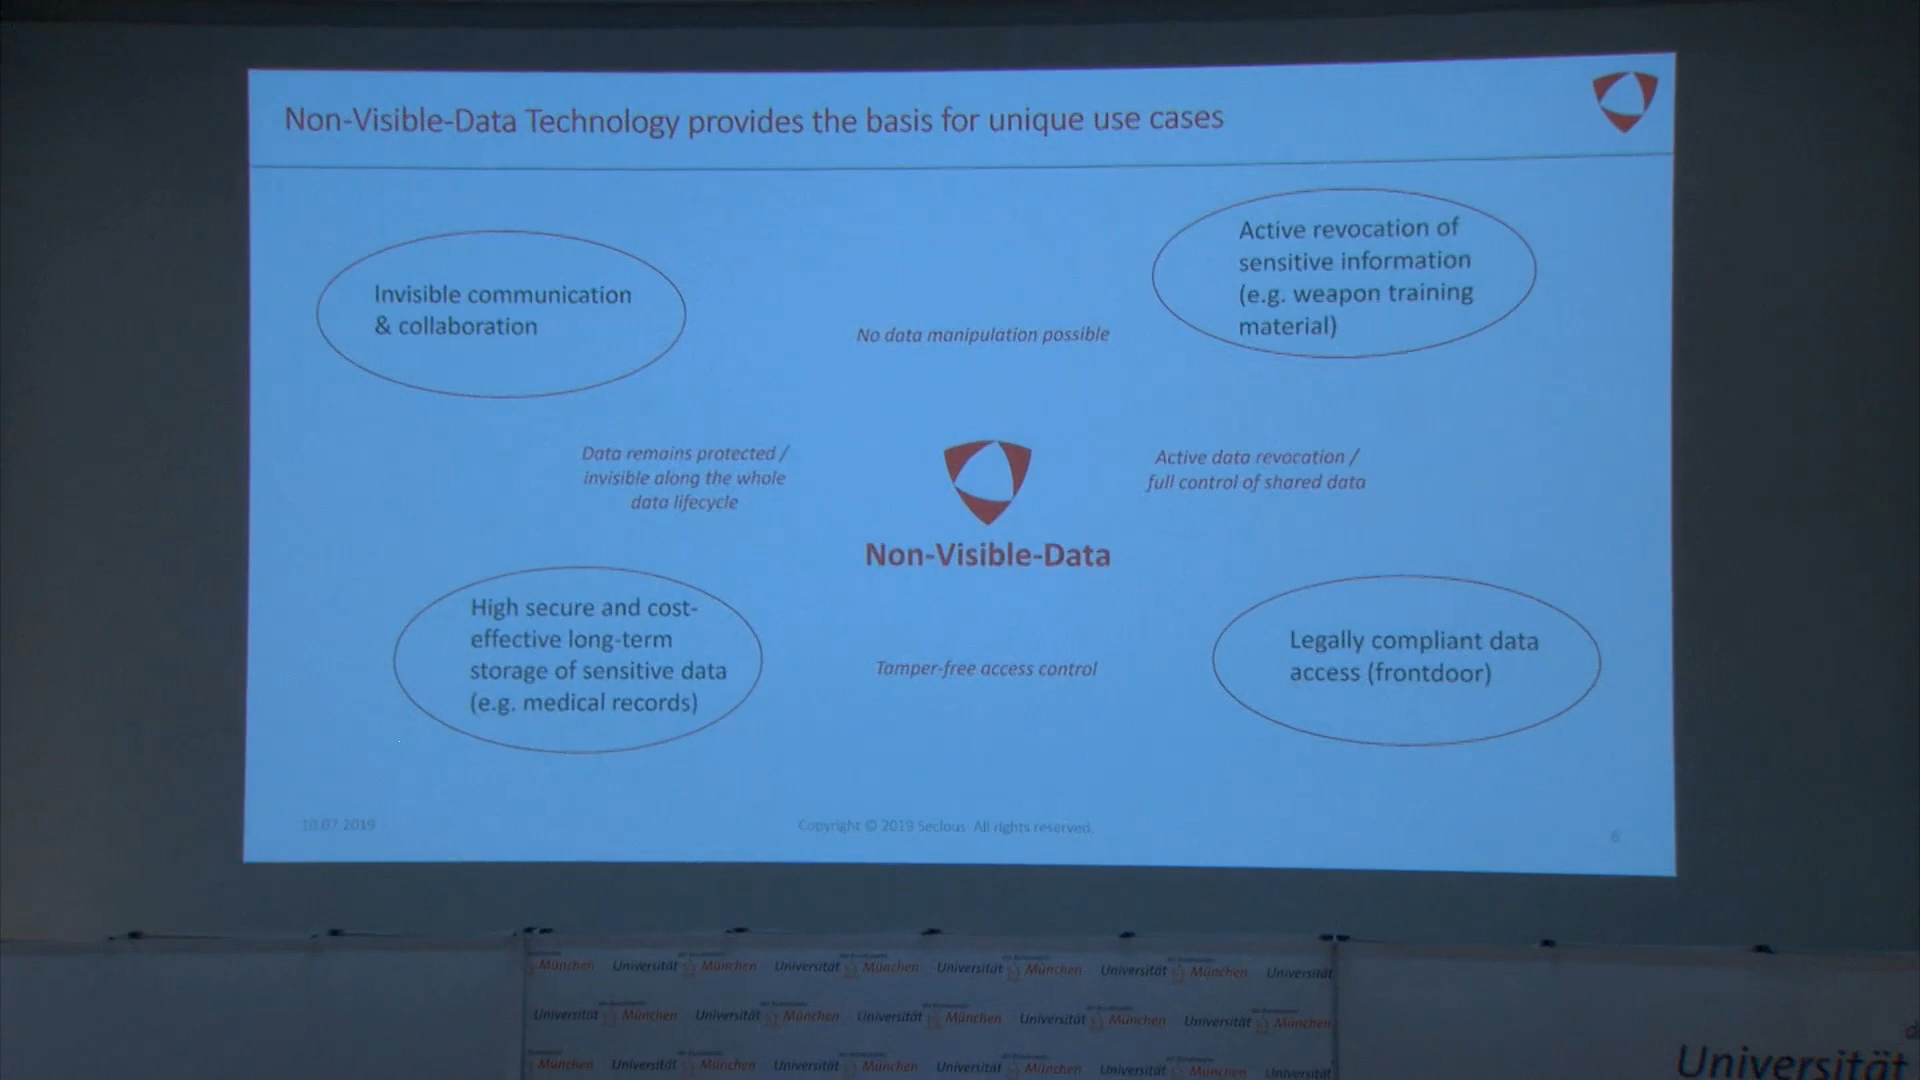 Non-Visible-Data Technology provides the basis for unique use cases
Invisible communication
& collaboration
Active revocation of
sensitive information
(e.g. weapon training
material)
No data manipulation possible
Data remains protected /
invisible along the whole
data lifecycle
Active data revocation /
full control of shared data
Non-Visible-Data
High secure and cost-
effective long-term
storage of sensitive data
(e.g. medical records)
Tamper-free access control
Legally compliant data
access (frontdoor)
10.07.2019
Copyright © 2019 Seclous. All rights reserved.
6
München Universität München Universität München Universität München Universität München Universität
Universität München Universität München Universität München Universität München Universität München
München Universität München Universität München Universität München Universität München Universität
Universität